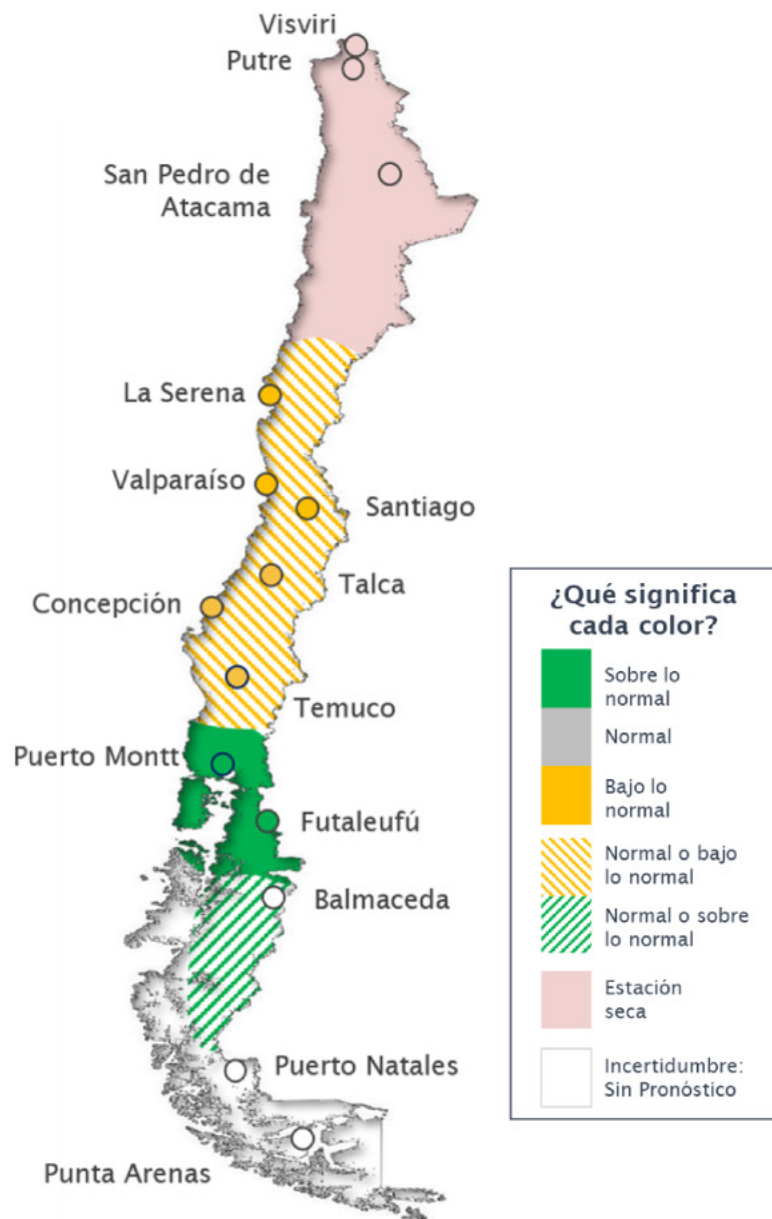 Visviri
Putre
San Pedro de
Atacama
La Serena
Valparaíso
Santiago
Talca
Concepción
Temuco
Puerto Montt
Futaleufú
Balmaceda
Puerto Natales
Punta Arenas
¿Qué significa
cada color?
Sobre lo
normal
Normal
Bajo lo
normal
Normal o bajo
lo normal
Normal o sobre
lo normal
Estación
seca
Incertidumbre:
Sin Pronóstico